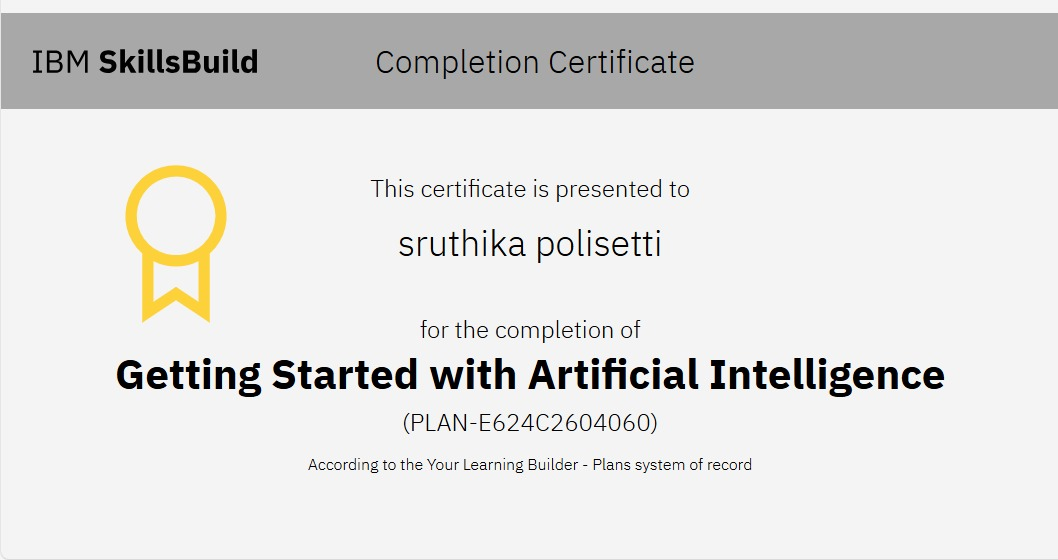 IBM SkillsBuild Completion Certificate
This certificate is presented to
sruthika polisetti
for the completion of
Getting Started with Artificial Intelligence
(PLAN-E624C2604060)
According to the Your Learning Builder - Plans system of record